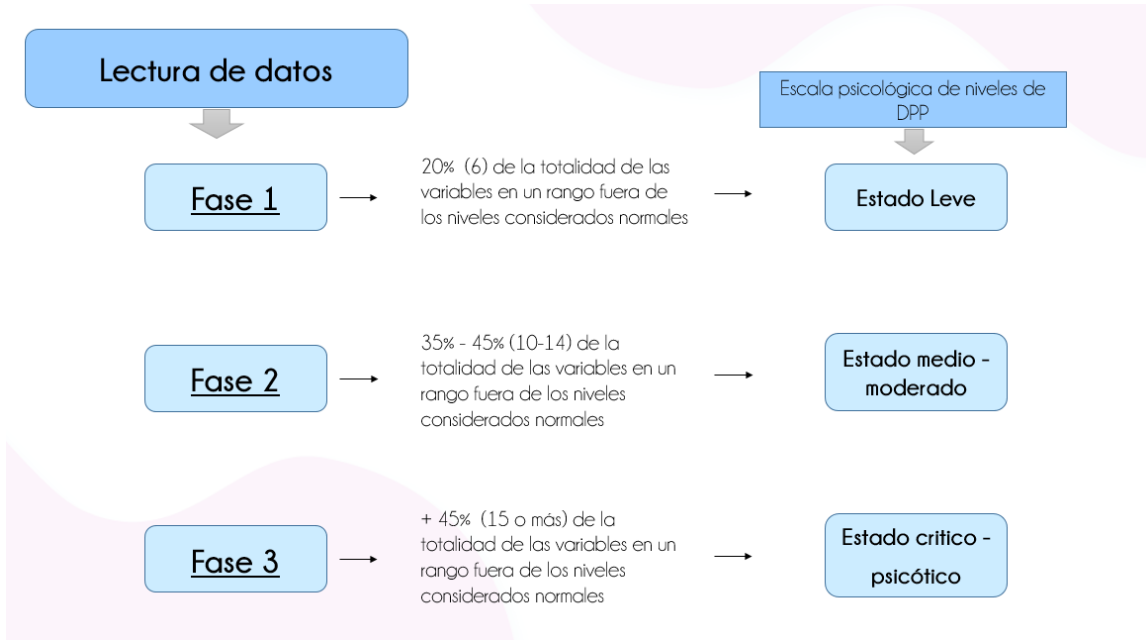 Lectura de datos
Escala psicológica de niveles de
DPP
Fase 1
20% (6) de la totalidad de las
variables en un rango fuera de
los niveles considerados normales
Estado Leve
Fase 2
35% - 45% (10-14) de la
totalidad de las variables en un
rango fuera de los niveles
considerados normales
Estado medio -
moderado
Fase 3
+ 45% (15 o más) de la
totalidad de las variables en un
rango fuera de los niveles
considerados normales
Estado critico -
psicótico